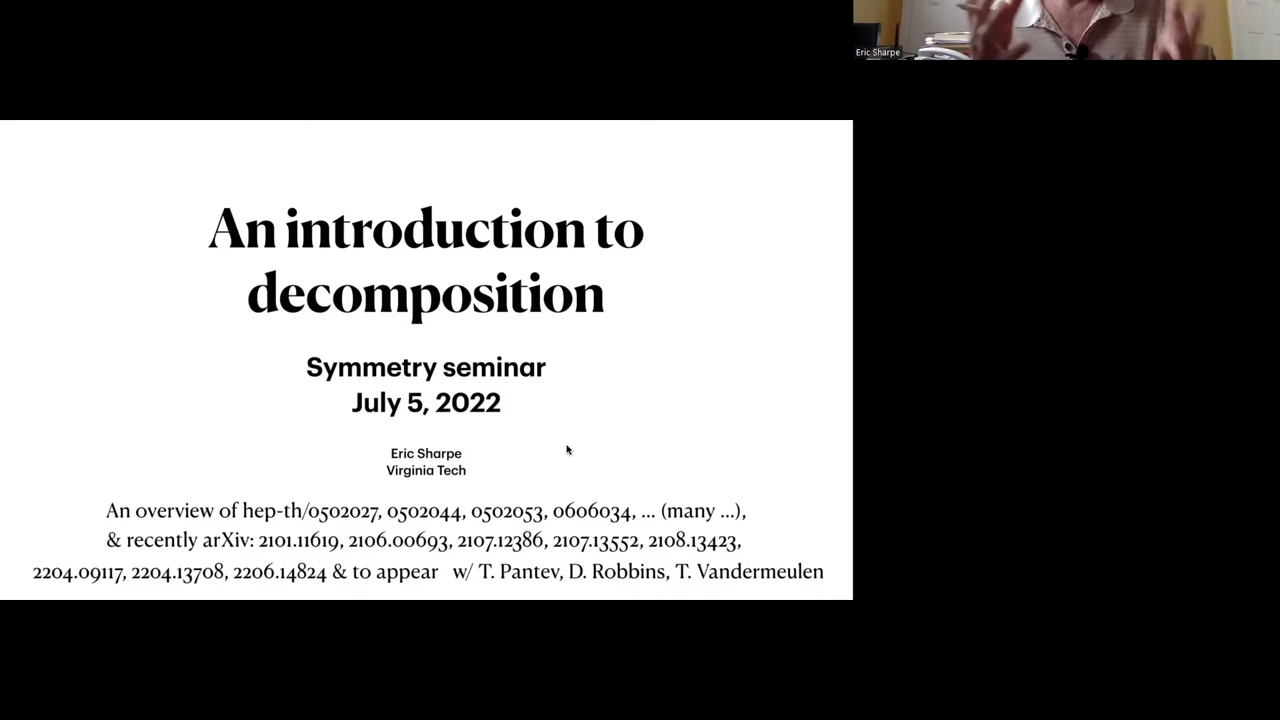 Eric Sharpe
An introduction to
decomposition
Symmetry seminar
July 5, 2022
Eric Sharpe
Virginia Tech
An overview of hep-th/0502027, 0502044, 0502053, 0606034, ... (many ...),
& recently arXiv: 2101.11619, 2106.00693, 2107.12386, 2107.13552, 2108.13423,
2204.09117, 2204.13708, 2206.14824 & to appear w/ T. Pantev, D. Robbins, T. Vandermeulen